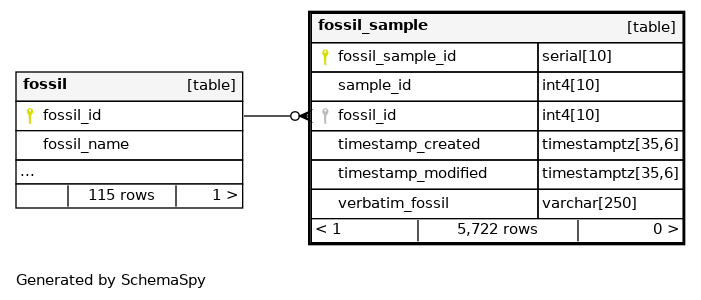 fossil [table]
fossil_id
fossil_name
...
115 rows 1 >
fossil_sample [table]
fossil_sample_id serial[10]
sample_id int4[10]
fossil_id int4[10]
timestamp_created timestamptz[35,6]
timestamp_modified timestamptz[35,6]
verbatim_fossil varchar[250]
< 1 5,722 rows 0 >
Generated by SchemaSpy